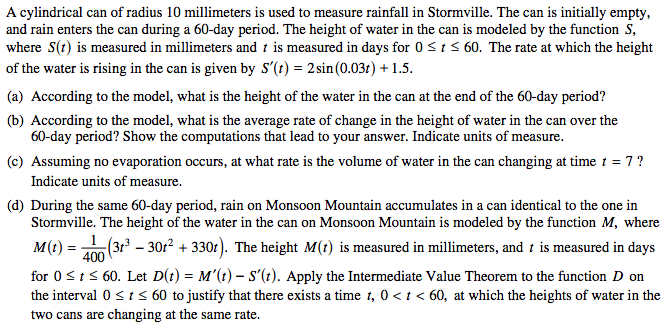 A cylindrical can of radius 10 millimeters is used to measure rainfall in Stormville. The can is initially empty,
and rain enters the can during a 60-day period. The height of water in the can is modeled by the function S,
where S(t) is measured in millimeters and t is measured in days for 0 ≤ t ≤ 60. The rate at which the height
of the water is rising in the can is given by S′(t) = 2 sin(0.03t) + 1.5.
(a) According to the model, what is the height of the water in the can at the end of the 60-day period?
(b) According to the model, what is the average rate of change in the height of water in the can over the
60-day period? Show the computations that lead to your answer. Indicate units of measure.
(c) Assuming no evaporation occurs, at what rate is the volume of water in the can changing at time t = 7 ?
Indicate units of measure.
(d) During the same 60-day period, rain on Monsoon Mountain accumulates in a can identical to the one in
Stormville. The height of the water in the can on Monsoon Mountain is modeled by the function M, where
M(t) = 1/400 (3t³ − 30t² + 330t). The height M(t) is measured in millimeters, and t is measured in days
for 0 ≤ t ≤ 60. Let D(t) = M′(t) − S′(t). Apply the Intermediate Value Theorem to the function D on
the interval 0 ≤ t ≤ 60 to justify that there exists a time t, 0 < t < 60, at which the heights of water in the
two cans are changing at the same rate.